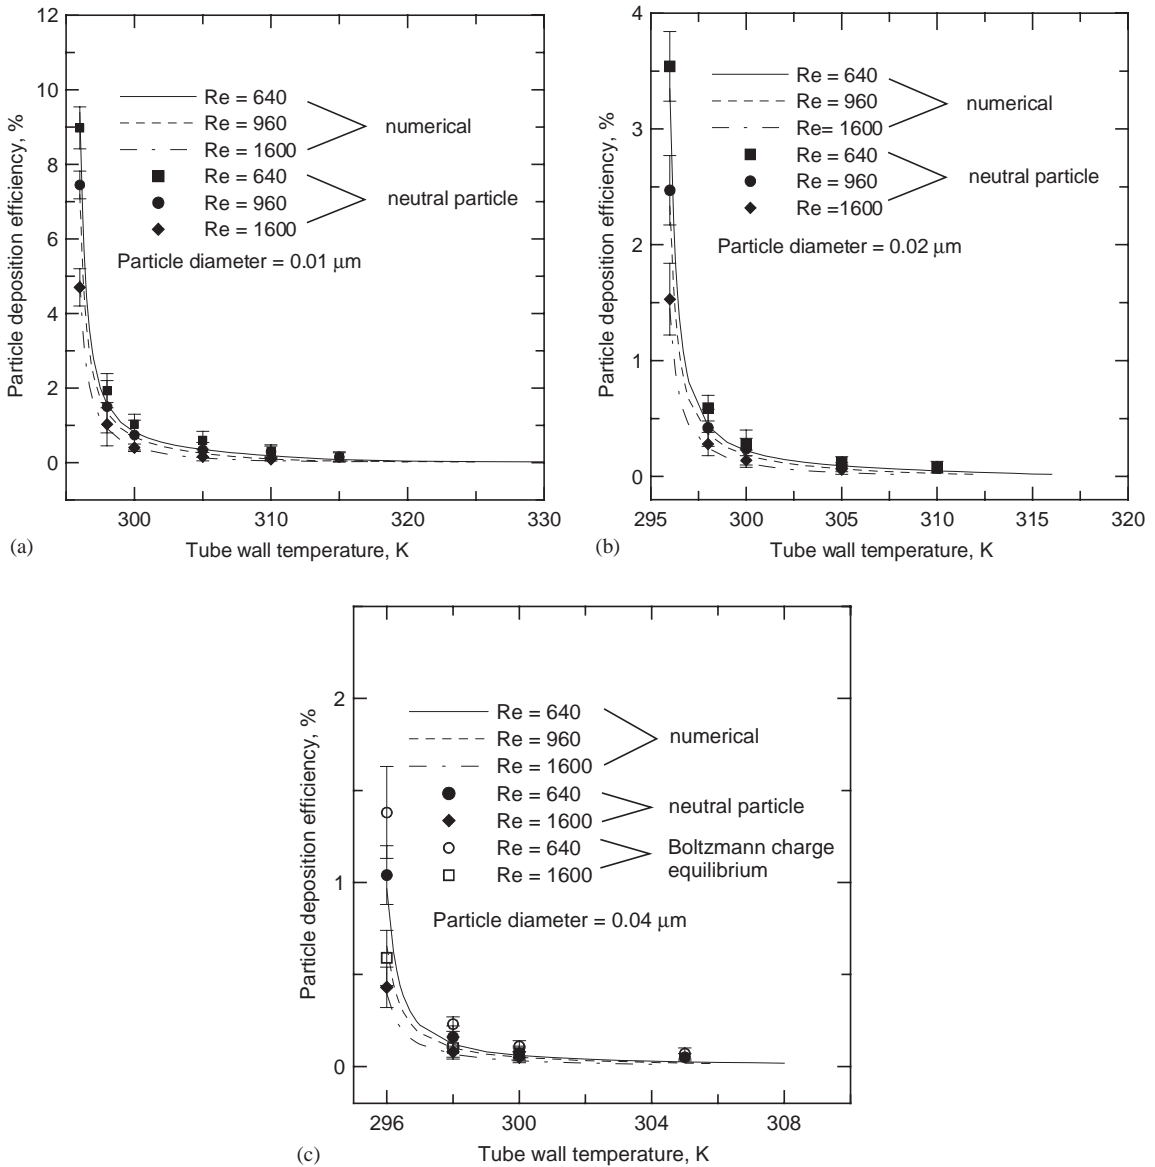 12
10
8
6
4
2
0
Particle deposition efficiency, %
Re = 640
Re = 960
Re = 1600
numerical
Re = 640
Re = 960
Re = 1600
neutral particle
Particle diameter = 0.01 μm
300
310
320
330
Tube wall temperature, K
(a)
4
3
2
1
0
Particle deposition efficiency, %
Re = 640
Re = 960
Re= 1600
numerical
Re = 640
Re = 960
Re =1600
neutral particle
Particle diameter = 0.02 μm
295
300
305
310
315
320
Tube wall temperature, K
(b)
2
1
0
Particle deposition efficiency, %
Re = 640
Re = 960
Re = 1600
numerical
Re = 640
Re = 1600
neutral particle
Re = 640
Re = 1600
Boltzmann charge
equilibrium
Particle diameter = 0.04 μm
296
300
304
308
Tube wall temperature, K
(c)